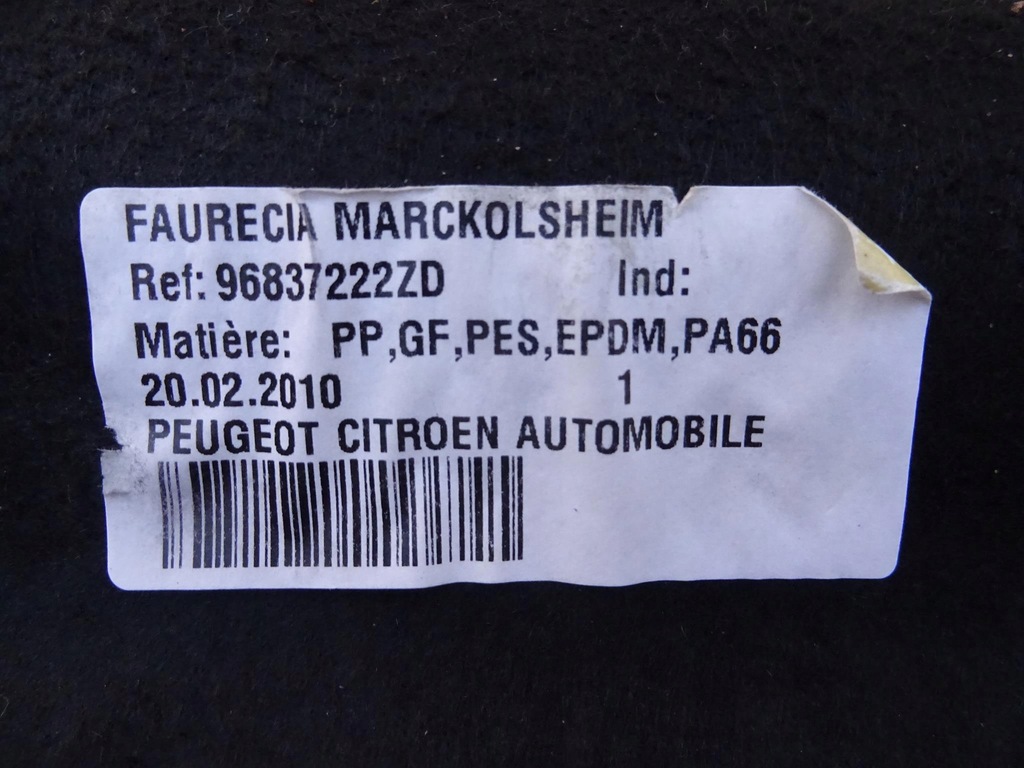 FAURECIA MARCKOLSHEIM
Ref: 96837222ZD Ind:
Matière: PP,GF,PES,EPDM,PA66
20.02.2010 1
PEUGEOT CITROEN AUTOMOBILE